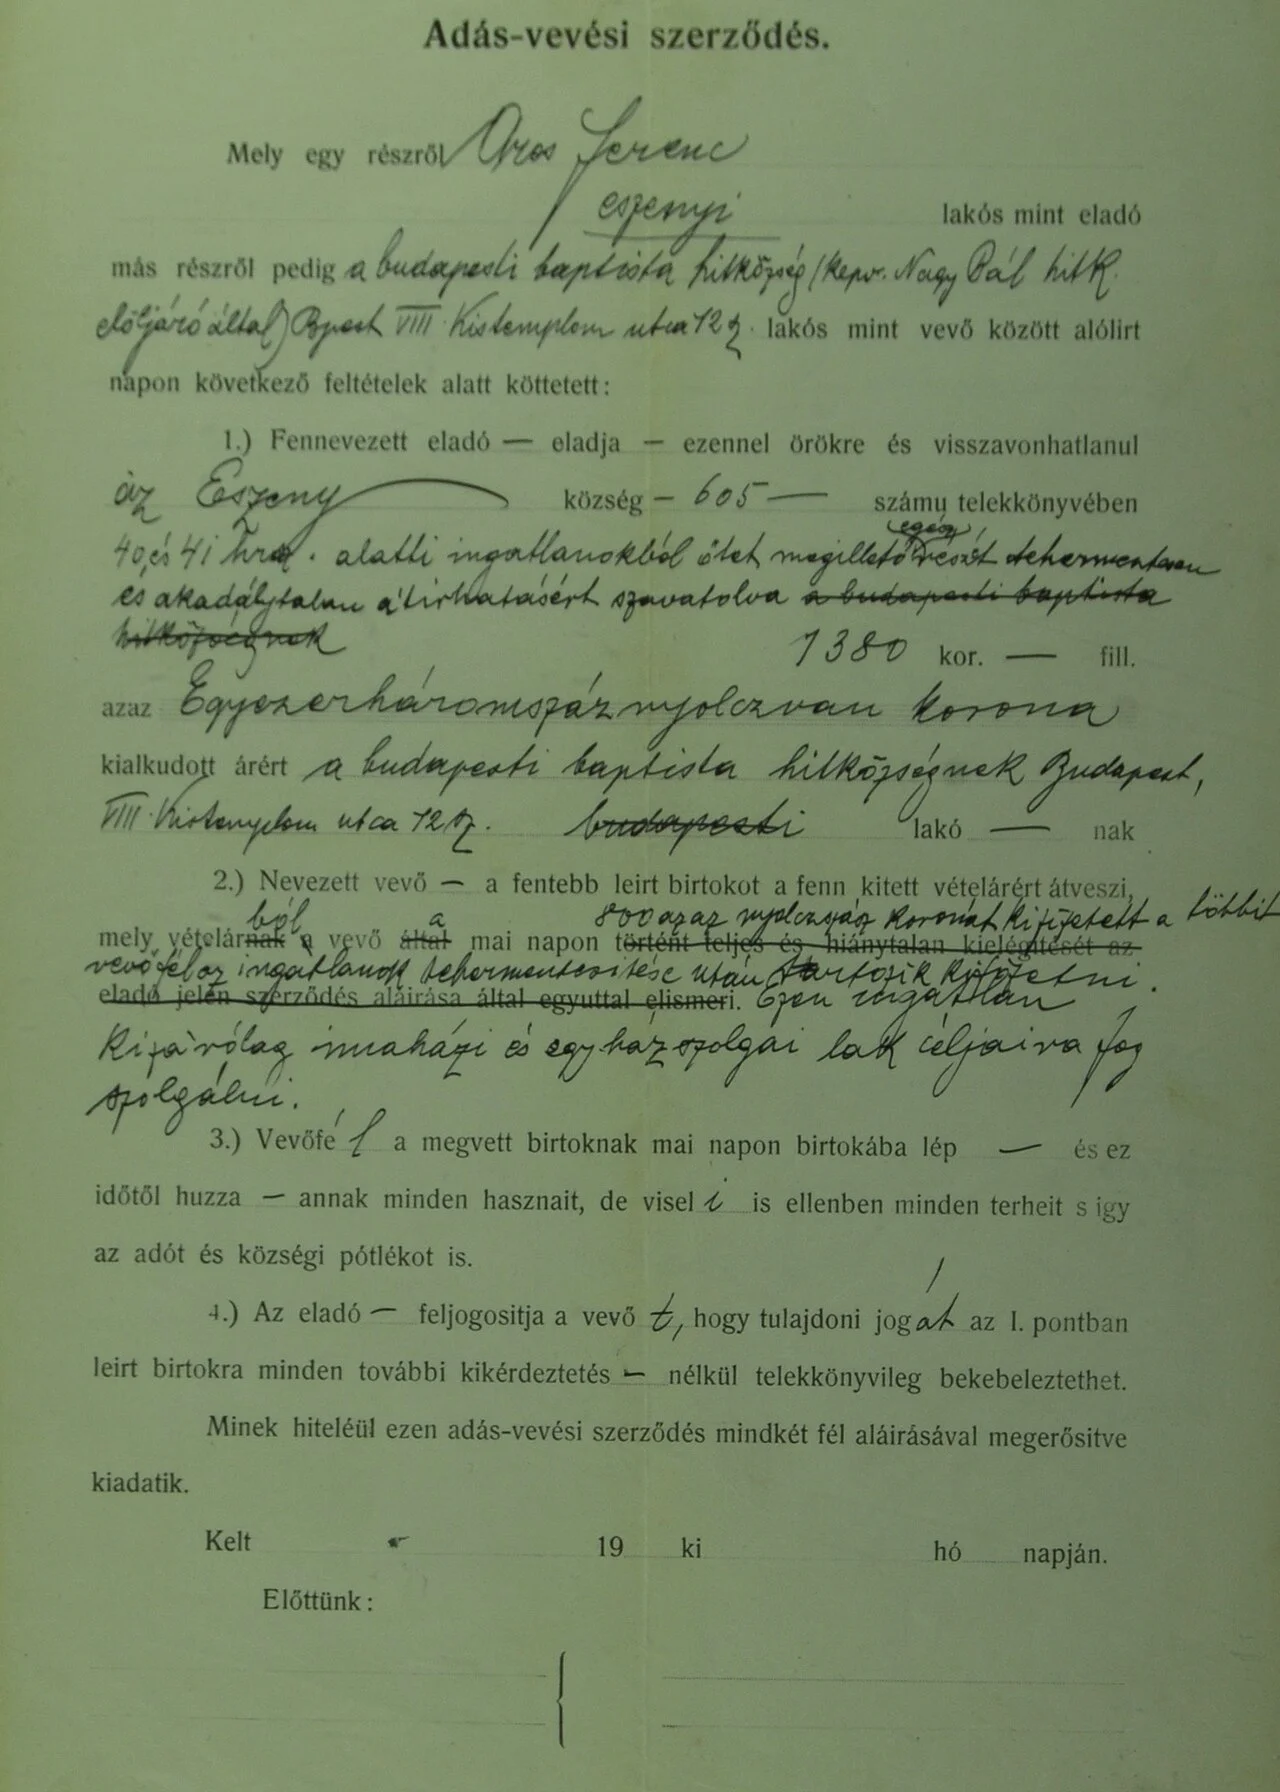 Adás-vevési szerződés.
Mely egy részről Oros Ferenc
eszenyi lakós mint eladó
más részről pedig a budapesti baptista hitközség (képv. Nagy Pál hitk.
elöljáró által) Bpest VIII. Kistemplom utca 12 sz. lakós mint vevő között alólirt
napon következő feltételek alatt köttetett:
1.) Fennevezett eladó — eladja — ezennel örökre és visszavonhatlanul
az Eszeny község — 605 — számu telekkönyvében
egész
40, és 41 hrsz. alatti ingatlanokból őtet megillető részét tehermentesen
és akadálytalan átirhatásért szavatolva a budapesti baptista
hitközségnek 1380 kor. — fill.
azaz Egyezerháromszáznyolczvan korona
kialkudott árért a budapesti baptista hitközségnek Budapest,
VIII. Kistemplom utca 12 sz. budapesti lakó — nak
2.) Nevezett vevő — a fentebb leirt birtokot a fenn kitett vételárért átveszi,
ból a 800 azaz nyolczszáz koronát kifizetett a többit
mely vételárnak a vevő által mai napon történt teljes és hiánytalan kielégitését az
vevőfél az ingatlanok tehermentesitése után tartozik kifizetni.
eladó jelen szerződés aláirása által egyuttal elismeri. Ezen ingatlan
kizárólag imaházi és egyházszolgai lak céljaira fog
szolgálni.
3.) Vevőfél a megvett birtoknak mai napon birtokába lép — és ez
időtől huzza — annak minden hasznait, de viseli is ellenben minden terheit s igy
az adót és községi pótlékot is.
4.) Az eladó — feljogositja a vevőt, hogy tulajdoni jogát az I. pontban
leirt birtokra minden további kikérdeztetés — nélkül telekkönyvileg bekebeleztethet.
Minek hiteléül ezen adás-vevési szerződés mindkét fél aláirásával megerősitve
kiadatik.
Kelt 19 ki hó napján.
Előttünk: